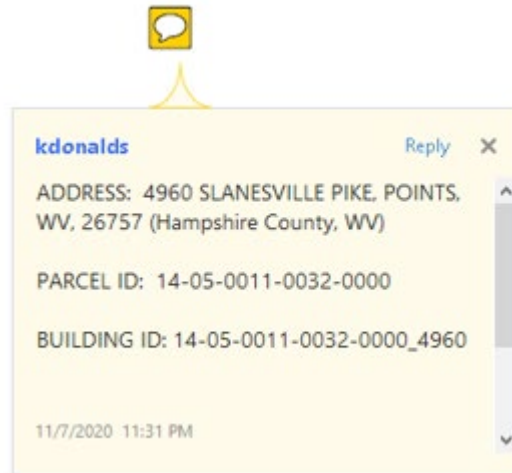 kdonalds Reply
ADDRESS: 4960 SLANESVILLE PIKE, POINTS,
WV, 26757 (Hampshire County, WV)
PARCEL ID: 14-05-0011-0032-0000
BUILDING ID: 14-05-0011-0032-0000_4960
11/7/2020 11:31 PM